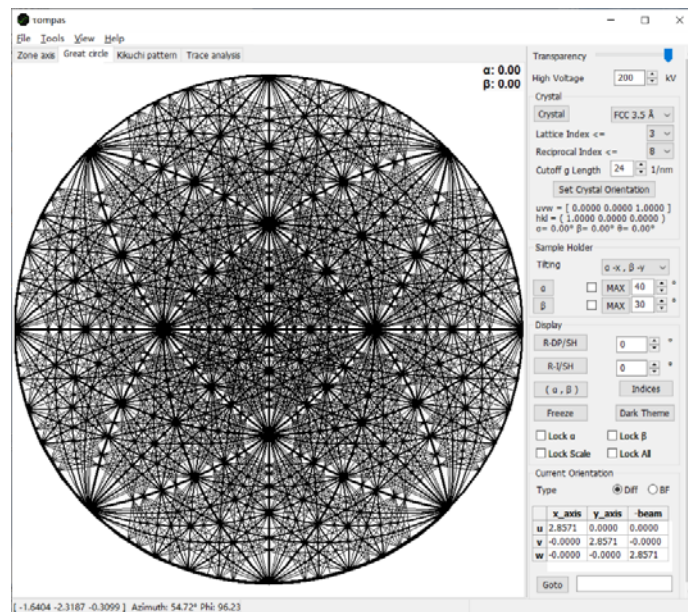 τompas
File Tools View Help
Zone axis Great circle Kikuchi pattern Trace analysis
α: 0.00
β: 0.00
Transparency
High Voltage 200 kV
Crystal
Crystal FCC 3.5 Å
Lattice Index <= 3
Reciprocal Index <= 8
Cutoff g Length 24 1/nm
Set Crystal Orientation
uvw = [ 0.0000 0.0000 1.0000 ]
hkl = ( 1.0000 0.0000 0.0000 )
α= 0.00° β= 0.00° θ= 0.00°
Sample Holder
Tilting α -x , β -y
α MAX 40 °
β MAX 30 °
Display
R-DP/SH 0 °
R-I/SH 0 °
( α , β ) Indices
Freeze Dark Theme
Lock α Lock β
Lock Scale Lock All
Current Orientation
Type Diff BF
x_axis y_axis -beam
u 2.8571 0.0000 0.0000
v -0.0000 2.8571 -0.0000
w -0.0000 -0.0000 2.8571
Goto
[ -1.6404 -2.3187 -0.3099 ] Azimuth: 54.72° Phi: 96.23